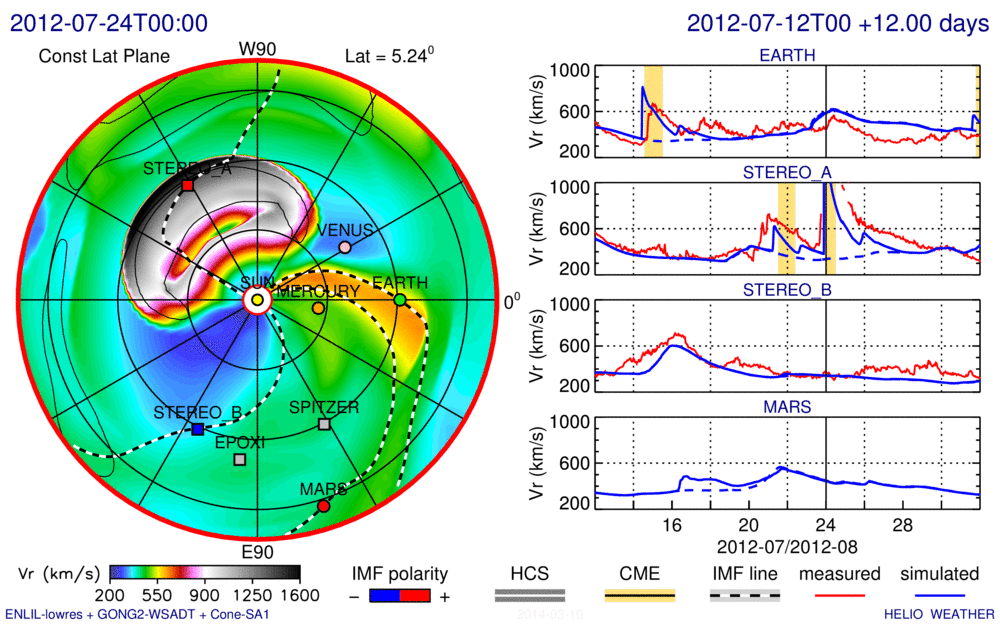 2012-07-24T00:00
2012-07-12T00 +12.00 days
Const Lat Plane
W90
Lat = 5.24⁰
STEREO_A
VENUS
SUN
MERCURY
EARTH
0⁰
STEREO_B
SPITZER
EPOXI
MARS
E90
EARTH
Vr (km/s)
1000
600
200
STEREO_A
Vr (km/s)
1000
600
200
STEREO_B
Vr (km/s)
1000
600
200
MARS
Vr (km/s)
1000
600
200
16 20 24 28
2012-07/2012-08
Vr (km/s)
200 550 900 1250 1600
IMF polarity
− +
HCS
CME
IMF line
measured
simulated
ENLIL-lowres + GONG2-WSADT + Cone-SA1
2014-03-10
HELIO WEATHER